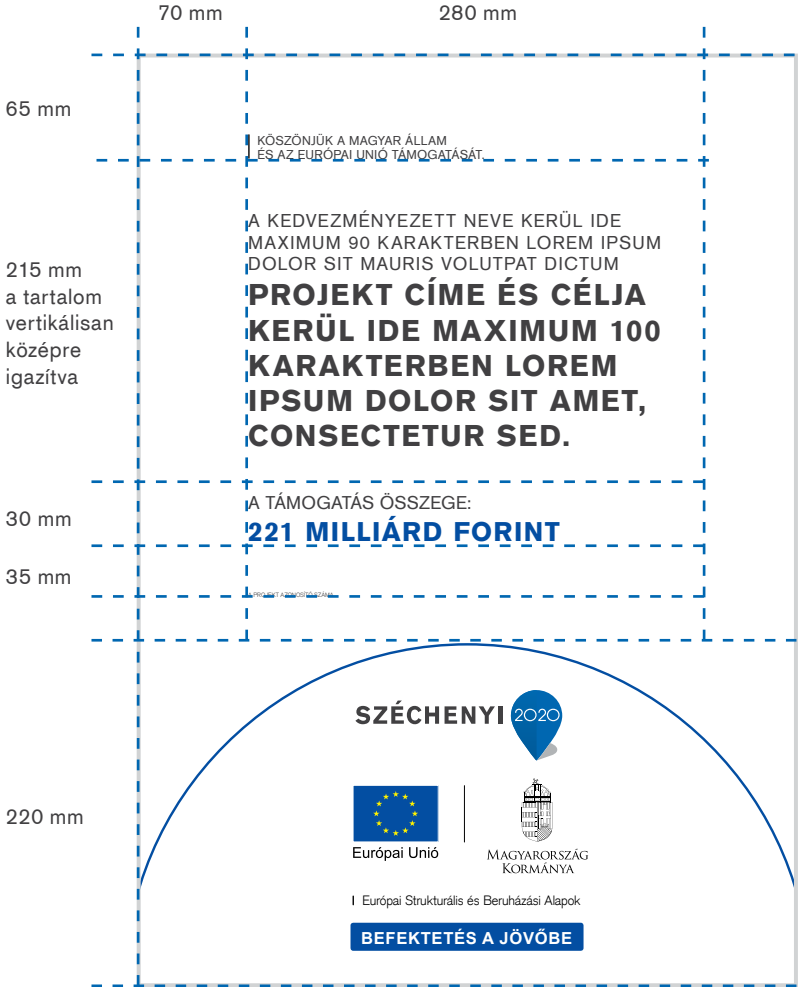 70 mm
280 mm
65 mm
KÖSZÖNJÜK A MAGYAR ÁLLAM
ÉS AZ EURÓPAI UNIÓ TÁMOGATÁSÁT.
215 mm
a tartalom
vertikálisan
középre
igazítva
A KEDVEZMÉNYEZETT NEVE KERÜL IDE
MAXIMUM 90 KARAKTERBEN LOREM IPSUM
DOLOR SIT MAURIS VOLUTPAT DICTUM
PROJEKT CÍME ÉS CÉLJA
KERÜL IDE MAXIMUM 100
KARAKTERBEN LOREM
IPSUM DOLOR SIT AMET,
CONSECTETUR SED.
30 mm
A TÁMOGATÁS ÖSSZEGE:
221 MILLIÁRD FORINT
35 mm
A PROJEKT AZONOSÍTÓ SZÁMA
220 mm
SZÉCHENYI 2020
Európai Unió
MAGYARORSZÁG
KORMÁNYA
Európai Strukturális és Beruházási Alapok
BEFEKTETÉS A JÖVŐBE